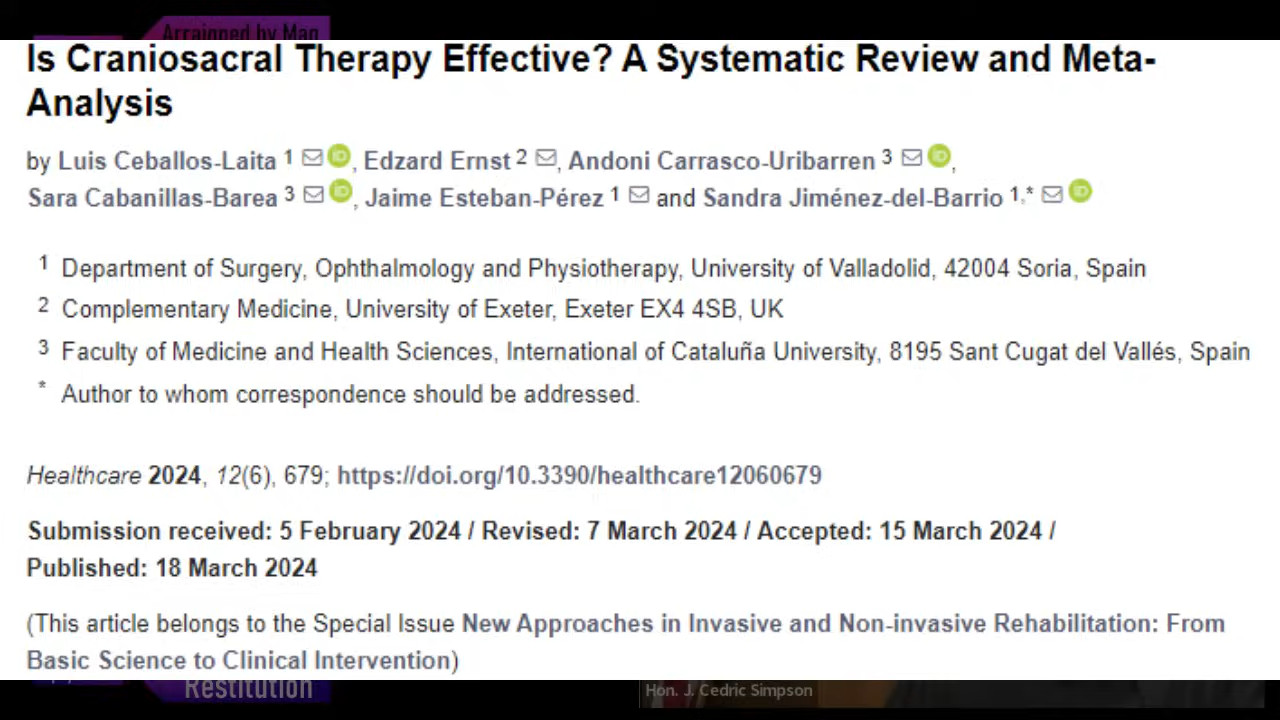 Arraigned by Mag
Is Craniosacral Therapy Effective? A Systematic Review and Meta-
Analysis
by Luis Ceballos-Laita 1 iD, Edzard Ernst 2, Andoni Carrasco-Uribarren 3 iD,
Sara Cabanillas-Barea 3 iD, Jaime Esteban-Pérez 1 and Sandra Jiménez-del-Barrio 1,* iD
1 Department of Surgery, Ophthalmology and Physiotherapy, University of Valladolid, 42004 Soria, Spain
2 Complementary Medicine, University of Exeter, Exeter EX4 4SB, UK
3 Faculty of Medicine and Health Sciences, International of Cataluña University, 8195 Sant Cugat del Vallés, Spain
* Author to whom correspondence should be addressed.
Healthcare 2024, 12(6), 679; https://doi.org/10.3390/healthcare12060679
Submission received: 5 February 2024 / Revised: 7 March 2024 / Accepted: 15 March 2024 /
Published: 18 March 2024
(This article belongs to the Special Issue New Approaches in Invasive and Non-invasive Rehabilitation: From
Basic Science to Clinical Intervention)
Restitution
Hon. J. Cedric Simpson